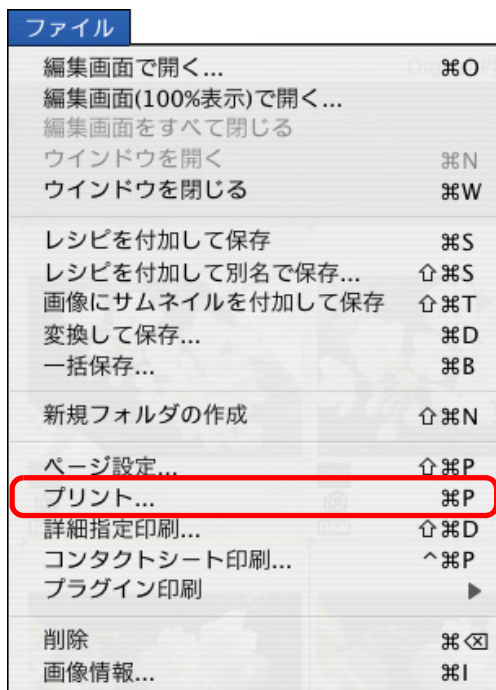 ファイル
編集画面で開く... ⌘O
編集画面(100%表示)で開く...
編集画面をすべて閉じる
ウインドウを開く ⌘N
ウインドウを閉じる ⌘W
レシピを付加して保存 ⌘S
レシピを付加して別名で保存... ⇧⌘S
画像にサムネイルを付加して保存 ⇧⌘T
変換して保存... ⌘D
一括保存... ⌘B
新規フォルダの作成 ⇧⌘N
ページ設定... ⇧⌘P
プリント... ⌘P
詳細指定印刷... ⇧⌘D
コンタクトシート印刷... ^⌘P
プラグイン印刷 ▶
削除 ⌘⌫
画像情報... ⌘I